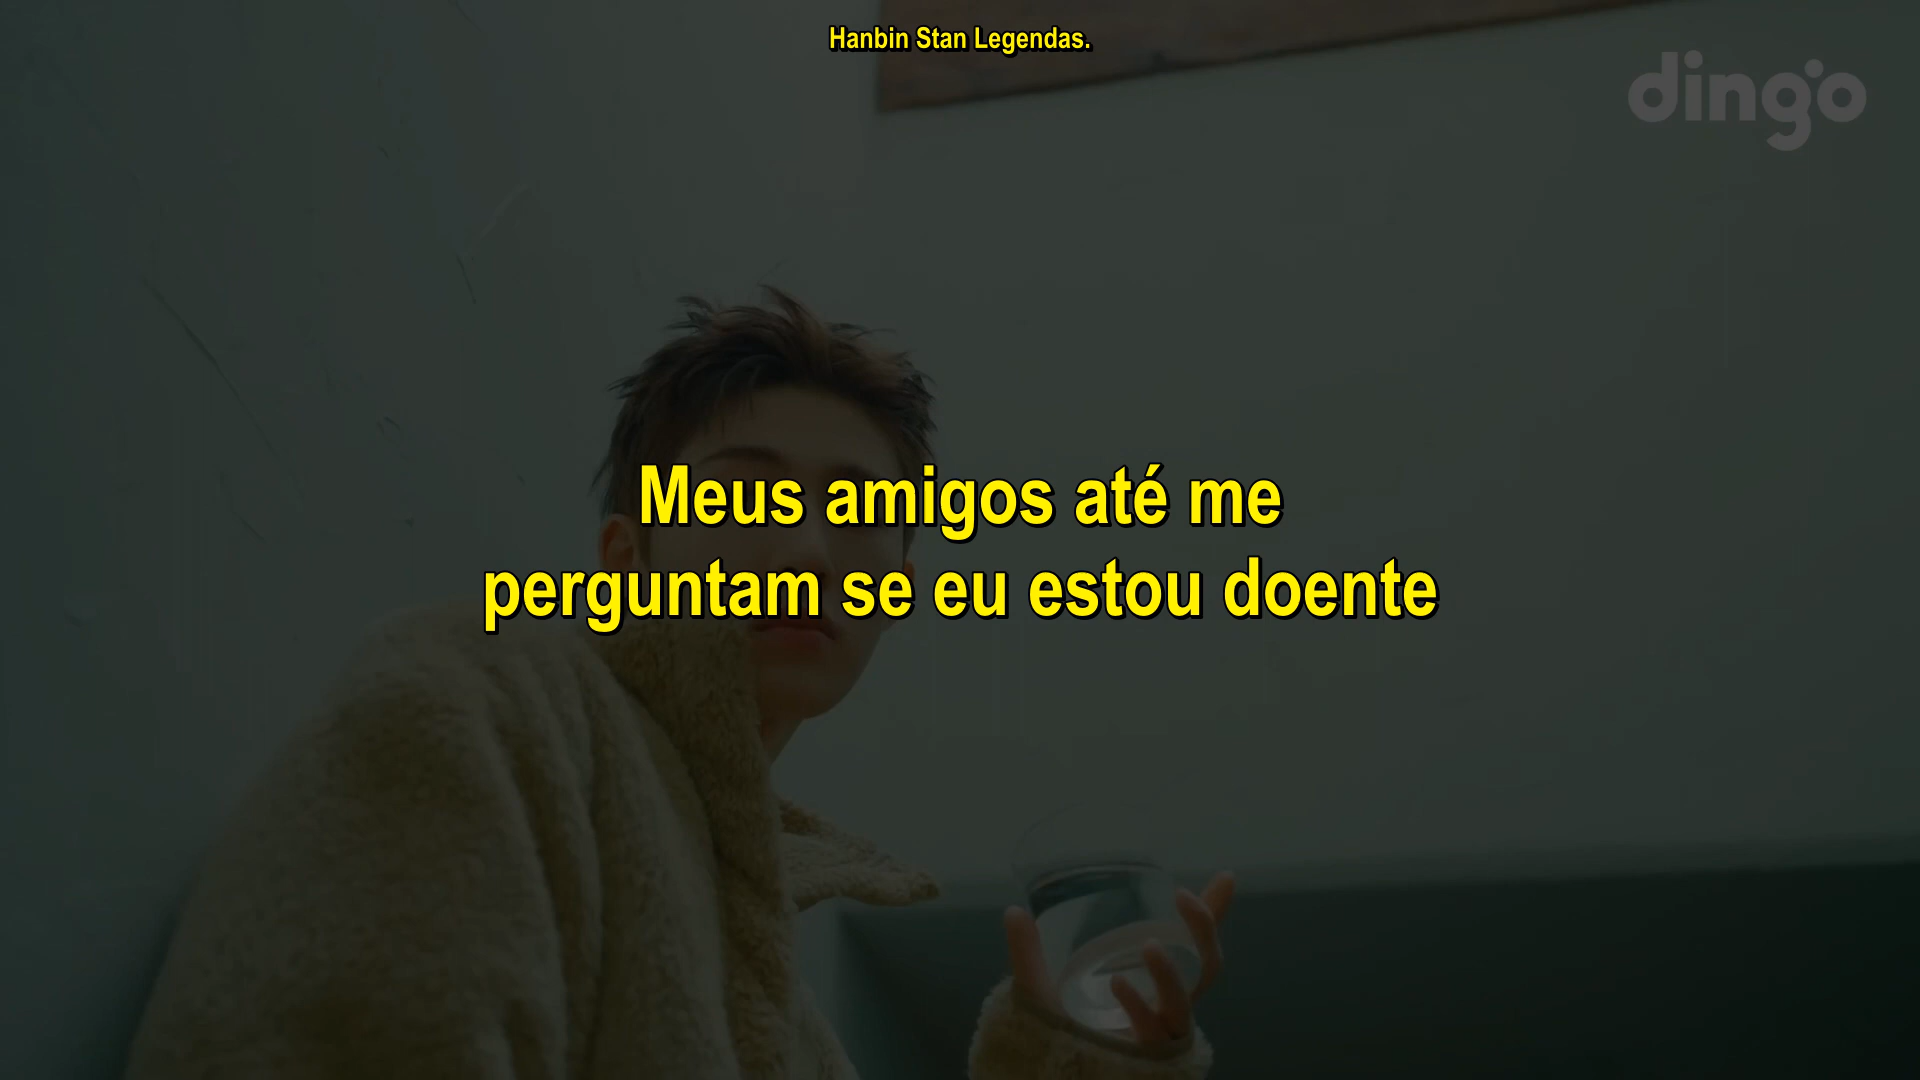 Hanbin Stan Legendas.
dingo
Meus amigos até me
perguntam se eu estou doente